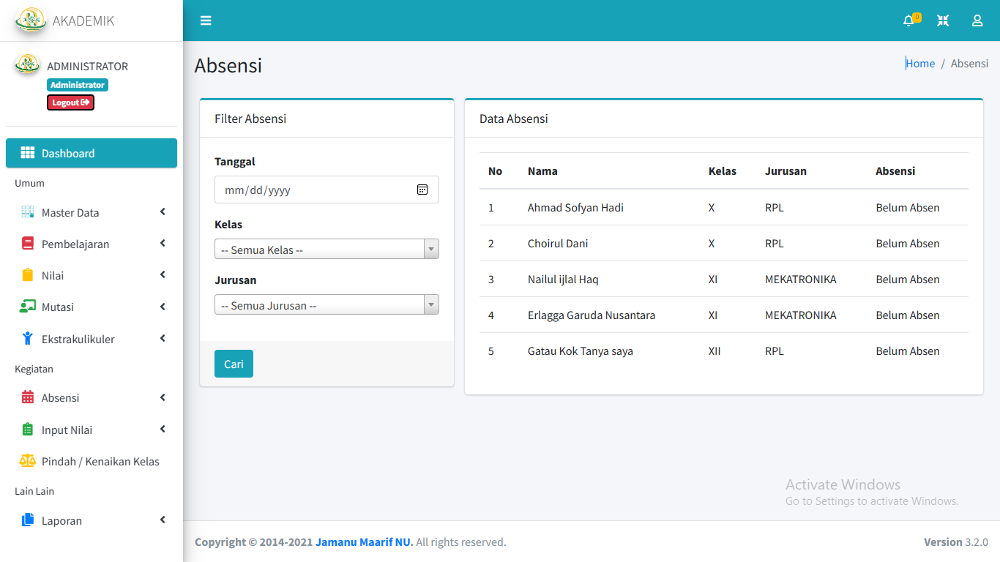 AKADEMIK
0
ADMINISTRATOR
Administrator
Logout
Dashboard
Umum
Master Data
Pembelajaran
Nilai
Mutasi
Ekstrakulikuler
Kegiatan
Absensi
Input Nilai
Pindah / Kenaikan Kelas
Lain Lain
Laporan
Absensi
Home / Absensi
Filter Absensi
Tanggal
mm/dd/yyyy
Kelas
-- Semua Kelas --
Jurusan
-- Semua Jurusan --
Cari
Data Absensi
No Nama Kelas Jurusan Absensi
1 Ahmad Sofyan Hadi X RPL Belum Absen
2 Choirul Dani X RPL Belum Absen
3 Nailul ijlal Haq XI MEKATRONIKA Belum Absen
4 Erlagga Garuda Nusantara XI MEKATRONIKA Belum Absen
5 Gatau Kok Tanya saya XII RPL Belum Absen
Activate Windows
Go to Settings to activate Windows.
Copyright © 2014-2021 Jamanu Maarif NU. All rights reserved.
Version 3.2.0